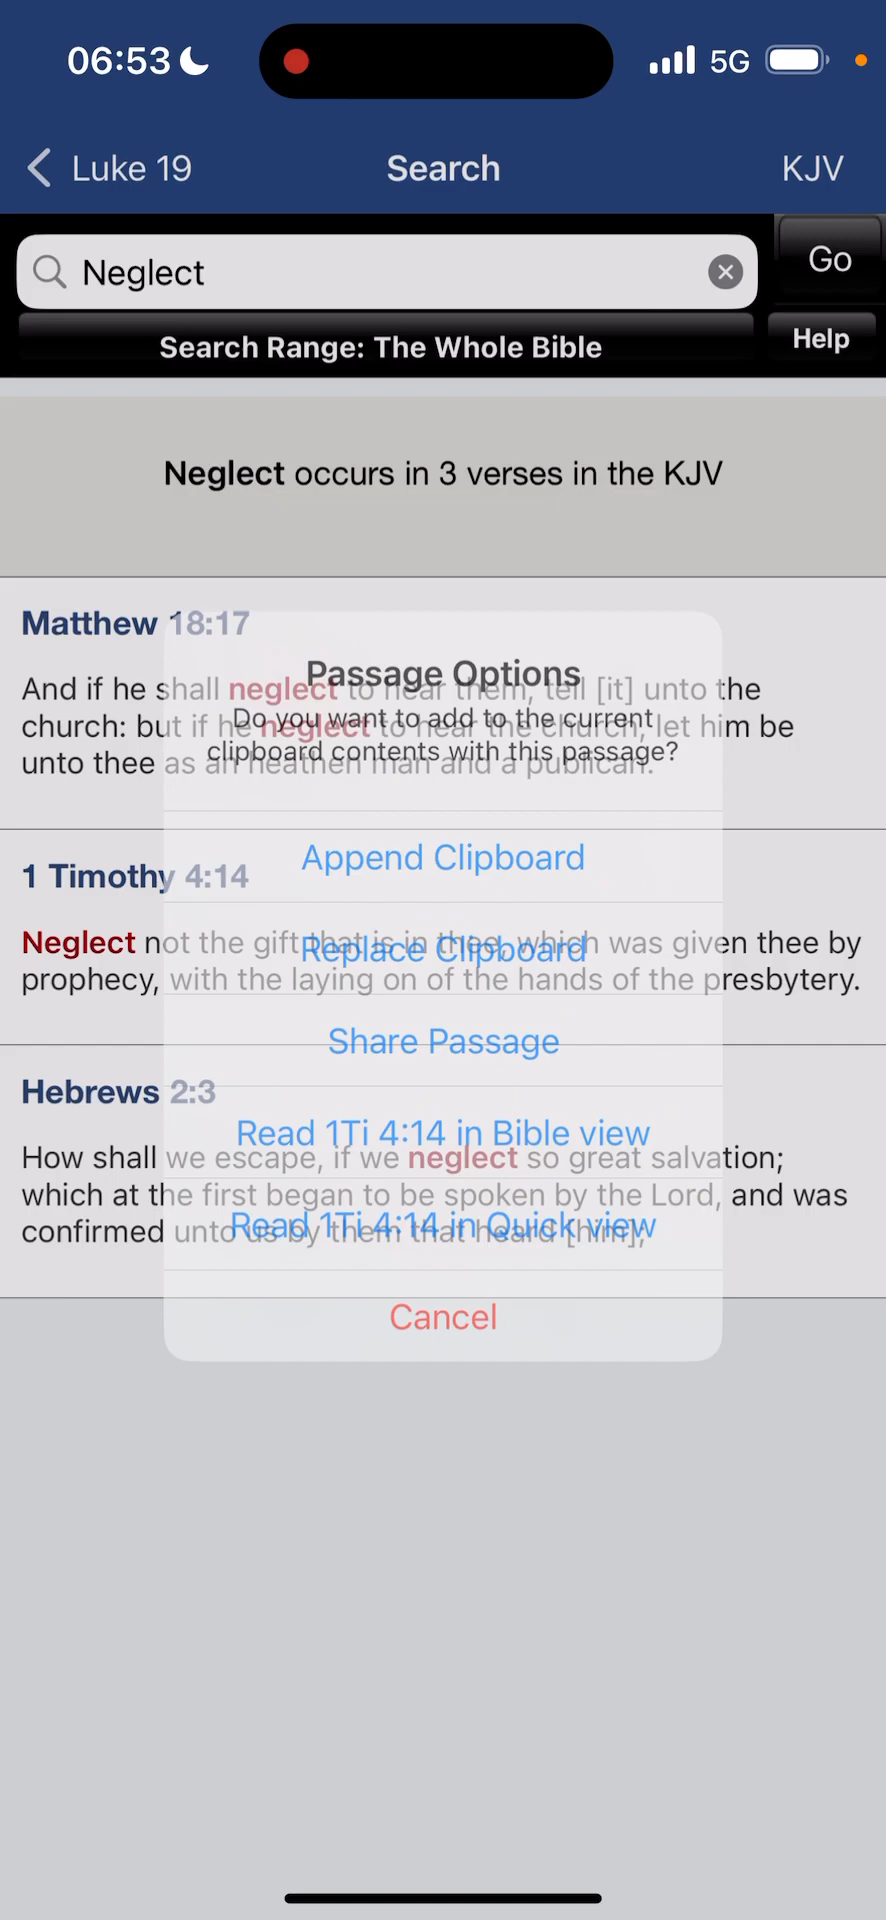 06:53
5G
Luke 19
Search
KJV
Neglect
Go
Search Range: The Whole Bible
Help
Neglect occurs in 3 verses in the KJV
Matthew 18:17
And if he shall neglect to hear them, tell [it] unto the
church: but if he neglect to hear the church, let him be
unto thee as an heathen man and a publican.
1 Timothy 4:14
Neglect not the gift that is in thee, which was given thee by
prophecy, with the laying on of the hands of the presbytery.
Hebrews 2:3
How shall we escape, if we neglect so great salvation;
which at the first began to be spoken by the Lord, and was
confirmed unto us by them that heard [him];
Passage Options
Do you want to add to the current
clipboard contents with this passage?
Append Clipboard
Replace Clipboard
Share Passage
Read 1Ti 4:14 in Bible view
Read 1Ti 4:14 in Quick view
Cancel